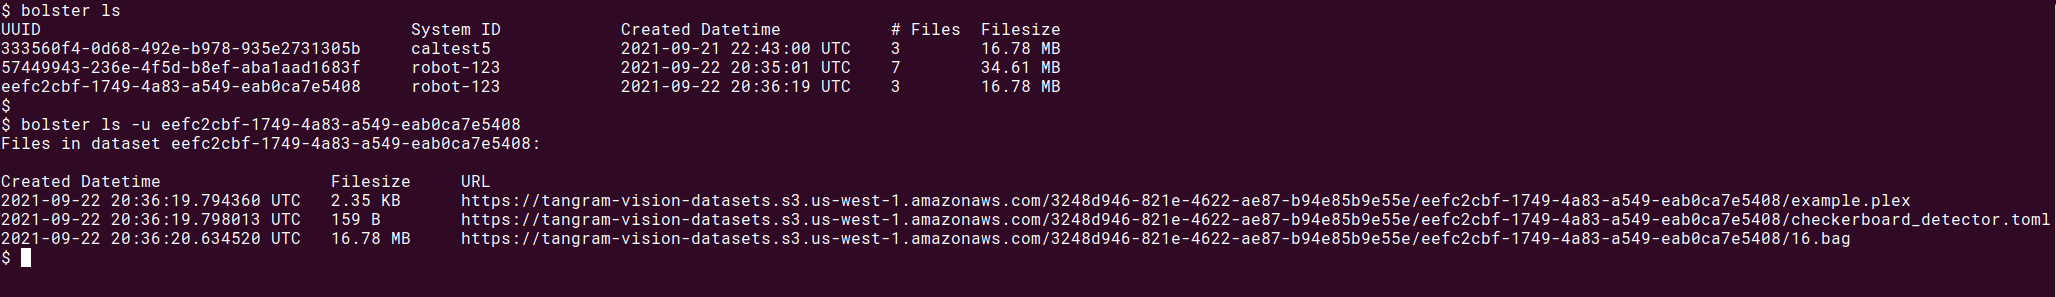 $ bolster ls
UUID                                     System ID            Created Datetime           # Files  Filesize
333560f4-0d68-492e-b978-935e2731305b     caltest5             2021-09-21 22:43:00 UTC    3        16.78 MB
57449943-236e-4f5d-b8ef-aba1aad1683f     robot-123            2021-09-22 20:35:01 UTC    7        34.61 MB
eefc2cbf-1749-4a83-a549-eab0ca7e5408     robot-123            2021-09-22 20:36:19 UTC    3        16.78 MB
$
$ bolster ls -u eefc2cbf-1749-4a83-a549-eab0ca7e5408
Files in dataset eefc2cbf-1749-4a83-a549-eab0ca7e5408:

Created Datetime                 Filesize     URL
2021-09-22 20:36:19.794360 UTC   2.35 KB      https://tangram-vision-datasets.s3.us-west-1.amazonaws.com/3248d946-821e-4622-ae87-b94e85b9e55e/eefc2cbf-1749-4a83-a549-eab0ca7e5408/example.plex
2021-09-22 20:36:19.798013 UTC   159 B        https://tangram-vision-datasets.s3.us-west-1.amazonaws.com/3248d946-821e-4622-ae87-b94e85b9e55e/eefc2cbf-1749-4a83-a549-eab0ca7e5408/checkerboard_detector.toml
2021-09-22 20:36:20.634520 UTC   16.78 MB     https://tangram-vision-datasets.s3.us-west-1.amazonaws.com/3248d946-821e-4622-ae87-b94e85b9e55e/eefc2cbf-1749-4a83-a549-eab0ca7e5408/16.bag
$